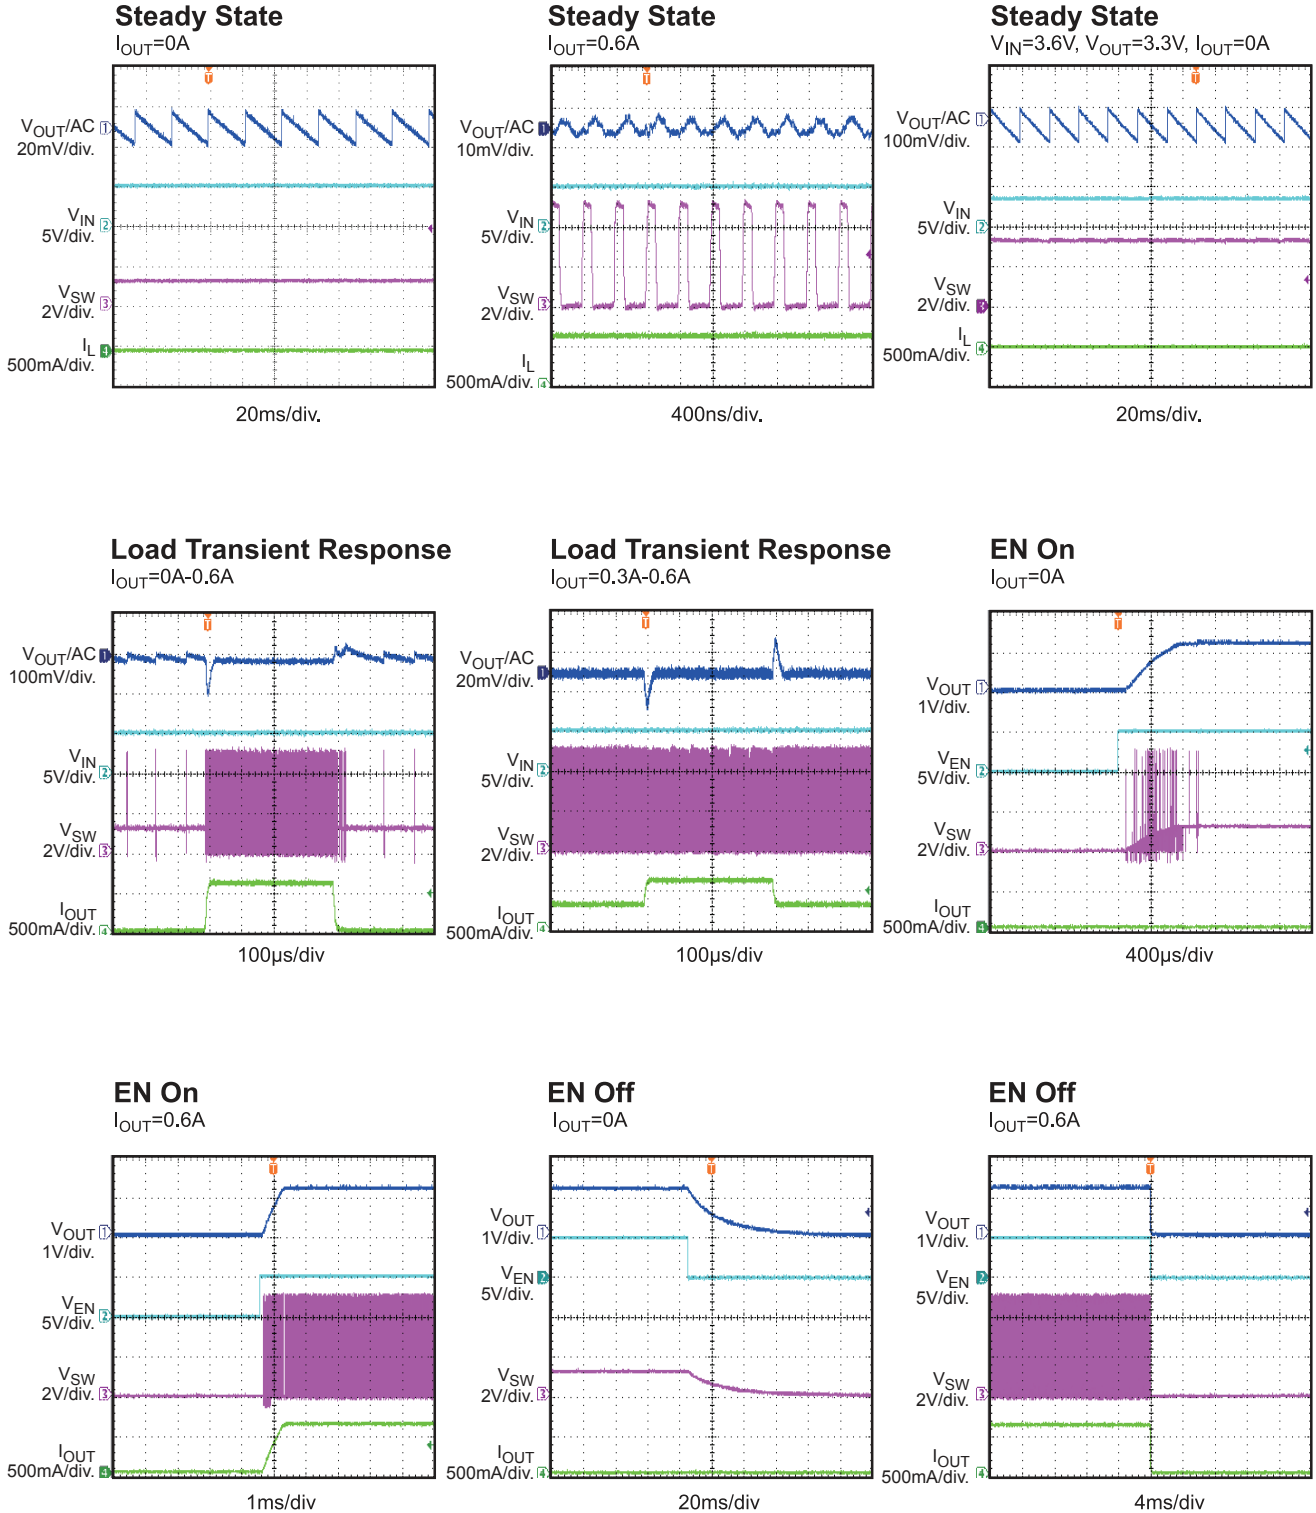 Steady State
IOUT=0A
VOUT/AC
20mV/div.
VIN
5V/div.
VSW
2V/div.
IL
500mA/div.
20ms/div.
Steady State
IOUT=0.6A
VOUT/AC
10mV/div.
VIN
5V/div.
VSW
2V/div.
IL
500mA/div.
400ns/div.
Steady State
VIN=3.6V, VOUT=3.3V, IOUT=0A
VOUT/AC
100mV/div.
VIN
5V/div.
VSW
2V/div.
IL
500mA/div.
20ms/div.
Load Transient Response
IOUT=0A-0.6A
VOUT/AC
100mV/div.
VIN
5V/div.
VSW
2V/div.
IOUT
500mA/div.
100µs/div
Load Transient Response
IOUT=0.3A-0.6A
VOUT/AC
20mV/div.
VIN
5V/div.
VSW
2V/div.
IOUT
500mA/div.
100µs/div
EN On
IOUT=0A
VOUT
1V/div.
VEN
5V/div.
VSW
2V/div.
IOUT
500mA/div.
400µs/div
EN On
IOUT=0.6A
VOUT
1V/div.
VEN
5V/div.
VSW
2V/div.
IOUT
500mA/div.
1ms/div
EN Off
IOUT=0A
VOUT
1V/div.
VEN
5V/div.
VSW
2V/div.
IOUT
500mA/div.
20ms/div
EN Off
IOUT=0.6A
VOUT
1V/div.
VEN
5V/div.
VSW
2V/div.
IOUT
500mA/div.
4ms/div